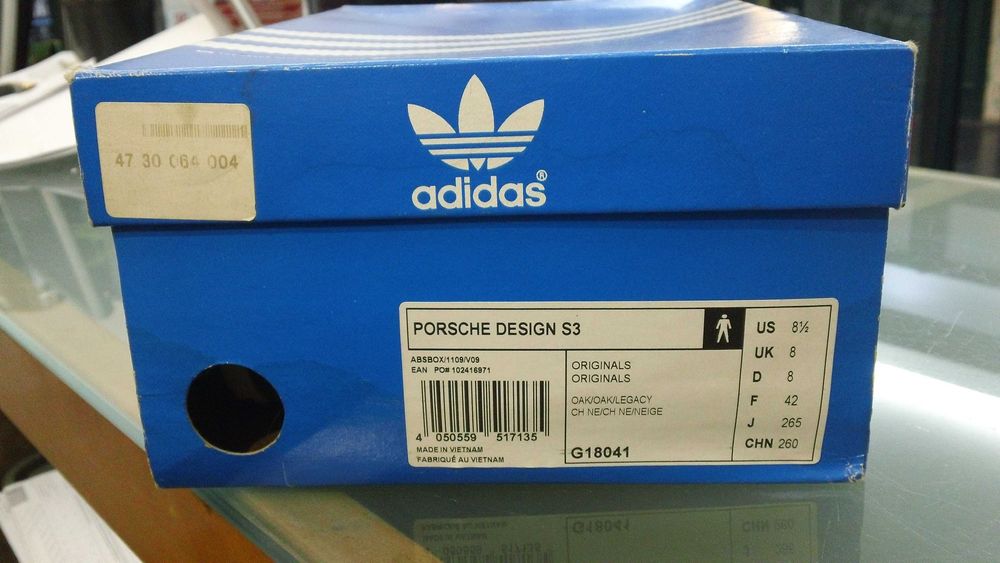 47 30 064 004
adidas®
PORSCHE DESIGN S3
ABSBOX/1109/V09
EAN PO# 102416971
4 050559 517135
MADE IN VIETNAM
FABRIQUÉ AU VIETNAM
ORIGINALS
ORIGINALS
OAK/OAK/LEGACY
CH NE/CH NE/NEIGE
G18041
US 8½
UK 8
D 8
F 42
J 265
CHN 260